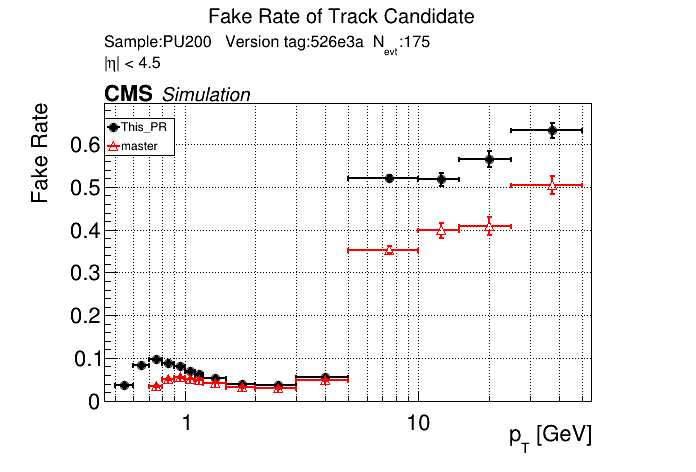 Fake Rate of Track Candidate
Sample:PU200 Version tag:526e3a N_evt:175
|η| < 4.5
CMS Simulation
Fake Rate
This_PR
master
0.6
0.5
0.4
0.3
0.2
0.1
0
1
10
p_T [GeV]